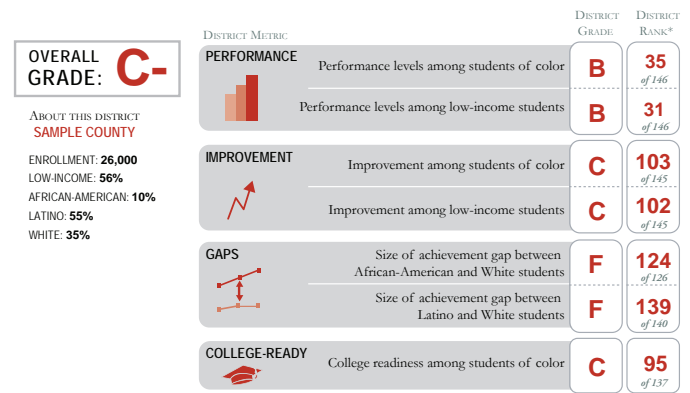 OVERALL
GRADE: C-
ABOUT THIS DISTRICT
SAMPLE COUNTY
ENROLLMENT: 26,000
LOW-INCOME: 56%
AFRICAN-AMERICAN: 10%
LATINO: 55%
WHITE: 35%
DISTRICT METRIC
DISTRICT
GRADE
DISTRICT
RANK*
PERFORMANCE
Performance levels among students of color
B
35
of 146
Performance levels among low-income students
B
31
of 146
IMPROVEMENT
Improvement among students of color
C
103
of 145
Improvement among low-income students
C
102
of 145
GAPS
Size of achievement gap between
African-American and White students
F
124
of 126
Size of achievement gap between
Latino and White students
F
139
of 140
COLLEGE-READY
College readiness among students of color
C
95
of 137